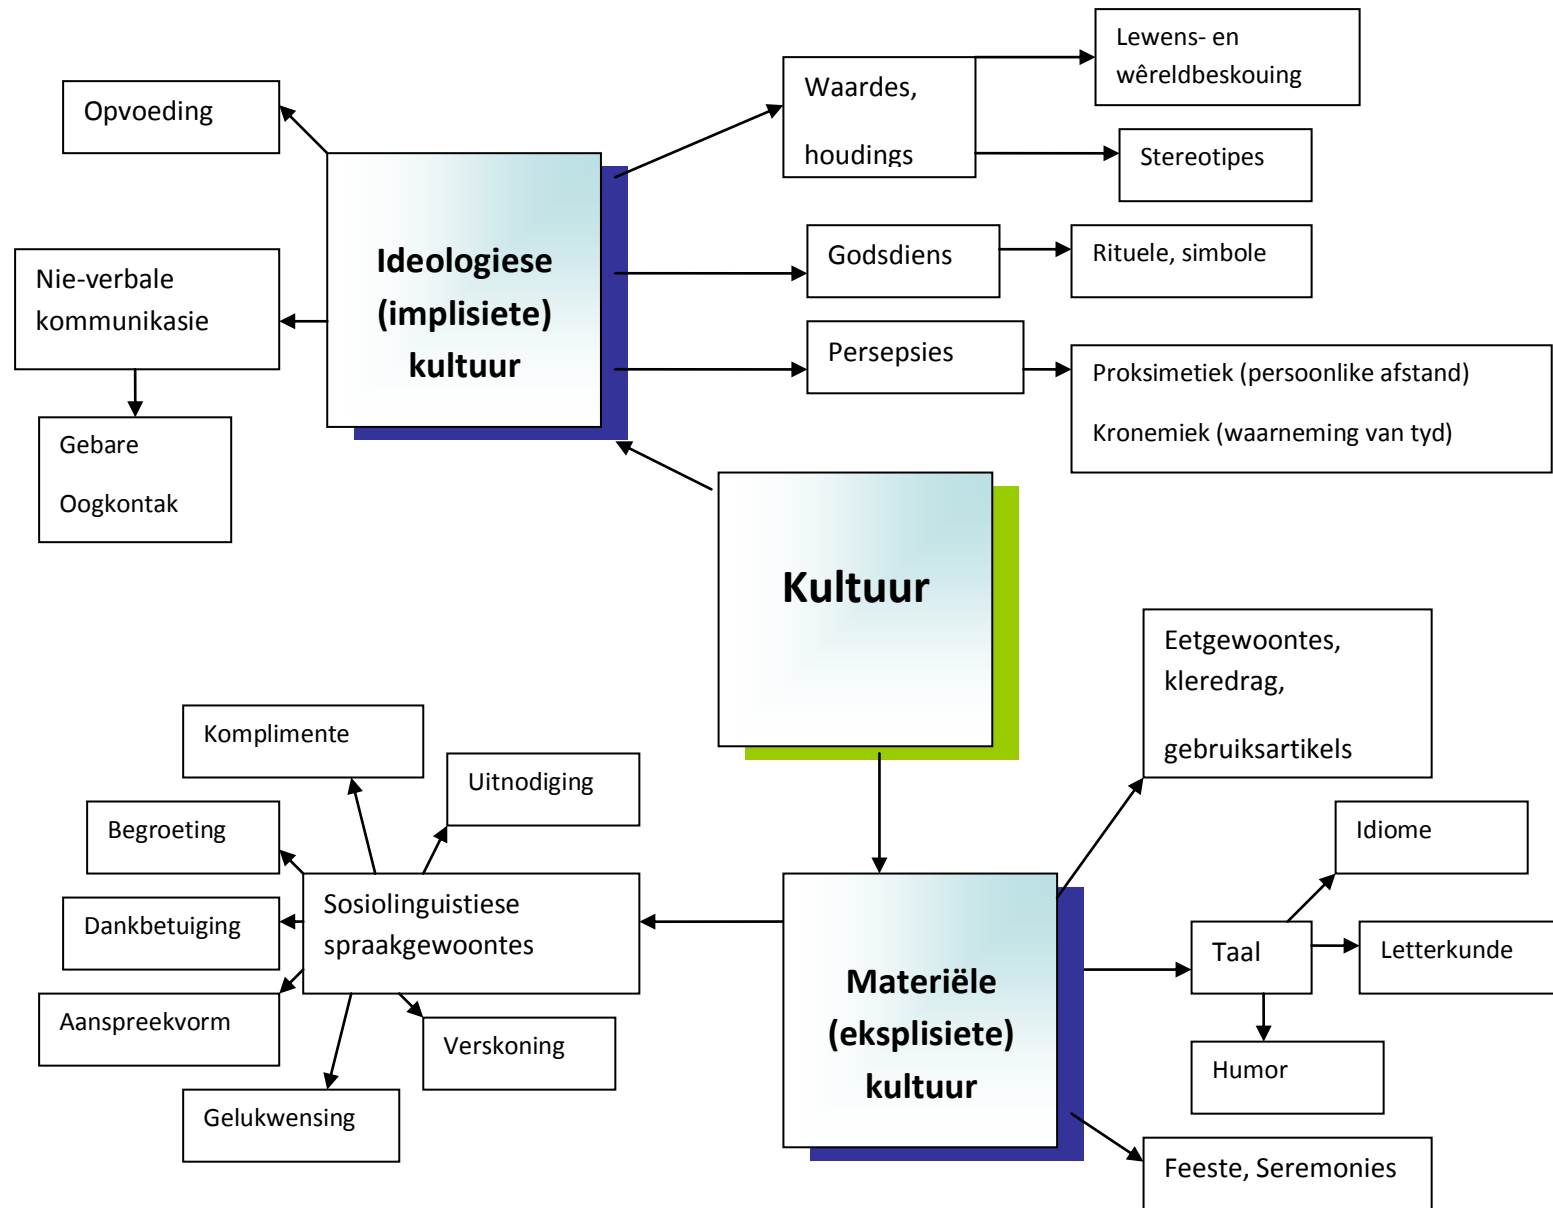 Lewens- en
wêreldbeskouing
Waardes,
houdings
Opvoeding
Stereotipes
Ideologiese
(implisiete)
kultuur
Godsdiens
Rituele, simbole
Nie-verbale
kommunikasie
Persepsies
Proksimetiek (persoonlike afstand)
Kronemiek (waarneming van tyd)
Gebare
Oogkontak
Kultuur
Eetgewoontes,
kleredrag,
gebruiksartikels
Komplimente
Uitnodiging
Begroeting
Idiome
Sosiolinguistiese
spraakgewoontes
Dankbetuiging
Taal
Letterkunde
Materiële
(eksplisiete)
kultuur
Aanspreekvorm
Verskoning
Humor
Gelukwensing
Feeste, Seremonies